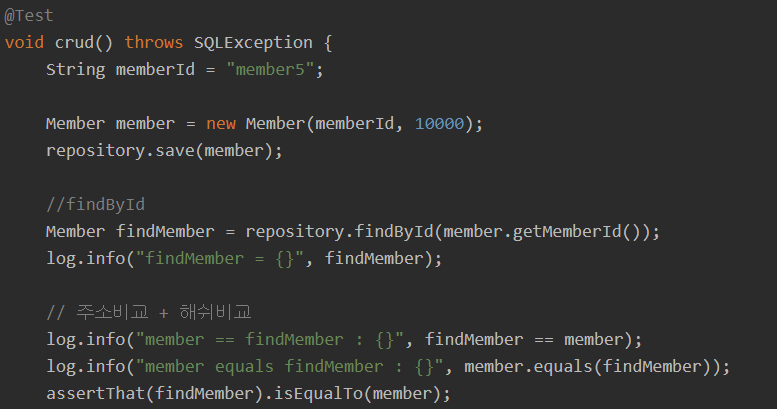 @Test
void crud() throws SQLException {
String memberId = "member5";
Member member = new Member(memberId, 10000);
repository.save(member);
//findById
Member findMember = repository.findById(member.getMemberId());
log.info("findMember = {}", findMember);
// 주소비교 + 해쉬비교
log.info("member == findMember : {}", findMember == member);
log.info("member equals findMember : {}", member.equals(findMember));
assertThat(findMember).isEqualTo(member);